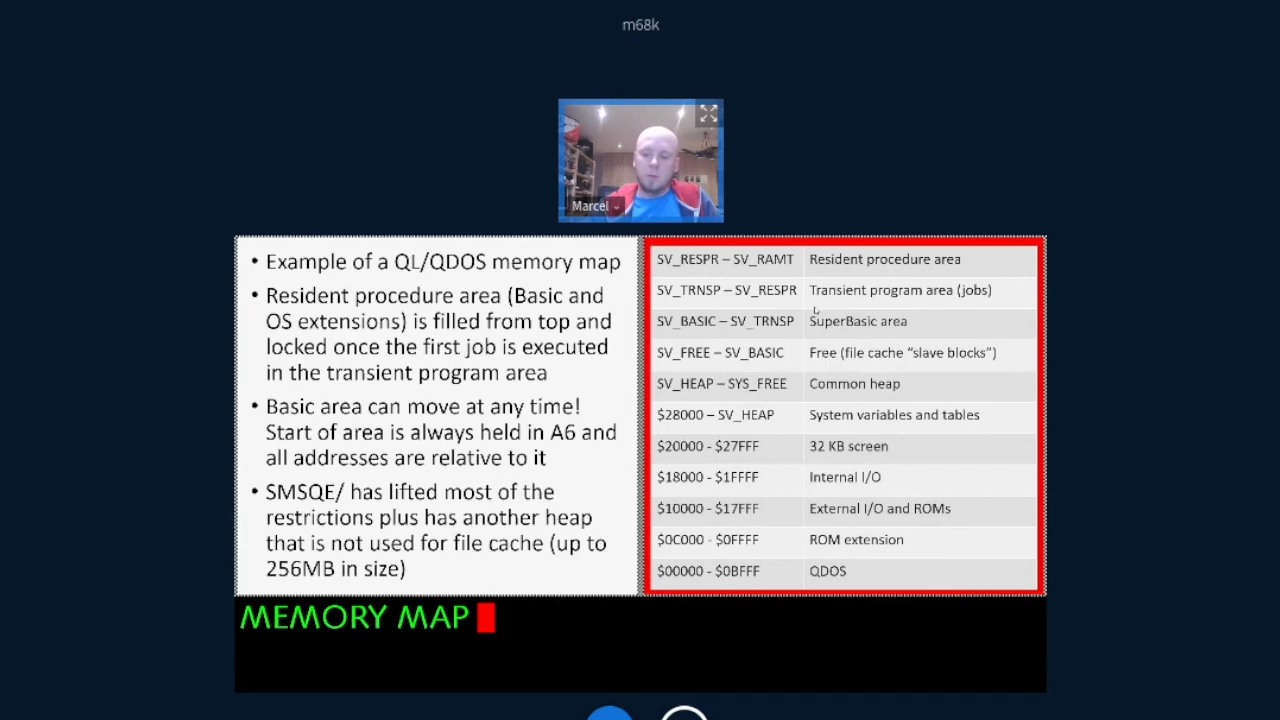 m68k
Marcel
• Example of a QL/QDOS memory map
• Resident procedure area (Basic and
OS extensions) is filled from top and
locked once the first job is executed
in the transient program area
• Basic area can move at any time!
Start of area is always held in A6 and
all addresses are relative to it
• SMSQE/ has lifted most of the
restrictions plus has another heap
that is not used for file cache (up to
256MB in size)
SV_RESPR – SV_RAMT Resident procedure area
SV_TRNSP – SV_RESPR Transient program area (jobs)
SV_BASIC – SV_TRNSP SuperBasic area
SV_FREE – SV_BASIC Free (file cache “slave blocks”)
SV_HEAP – SYS_FREE Common heap
$28000 – SV_HEAP System variables and tables
$20000 - $27FFF 32 KB screen
$18000 - $1FFFF Internal I/O
$10000 - $17FFF External I/O and ROMs
$0C000 - $0FFFF ROM extension
$00000 - $0BFFF QDOS
MEMORY MAP